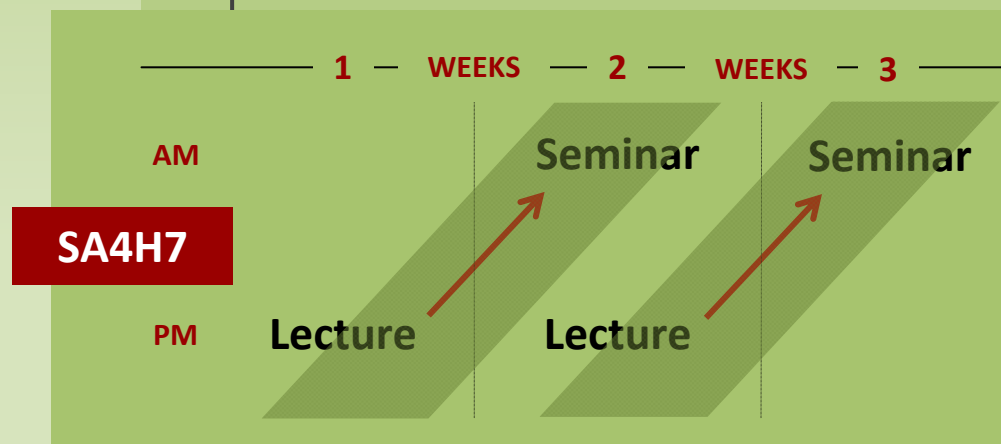 1 WEEKS 2 WEEKS 3
AM Seminar Seminar
SA4H7
PM Lecture Lecture